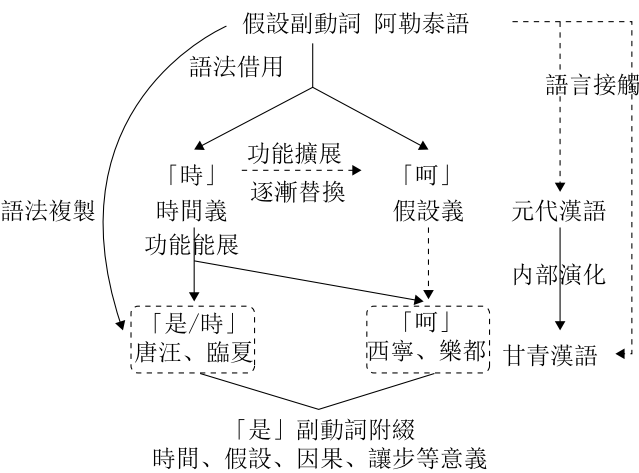 假設副動詞 阿勒泰語
語法借用
語言接觸
功能擴展
「時」
「呵」
逐漸替換
語法複製
時間義
假設義
元代漢語
功能能展
内部演化
「是/時」
「呵」
唐汪、臨夏
西寧、樂都
甘青漢語
「是」副動詞附綴
時間、假設、因果、讓步等意義